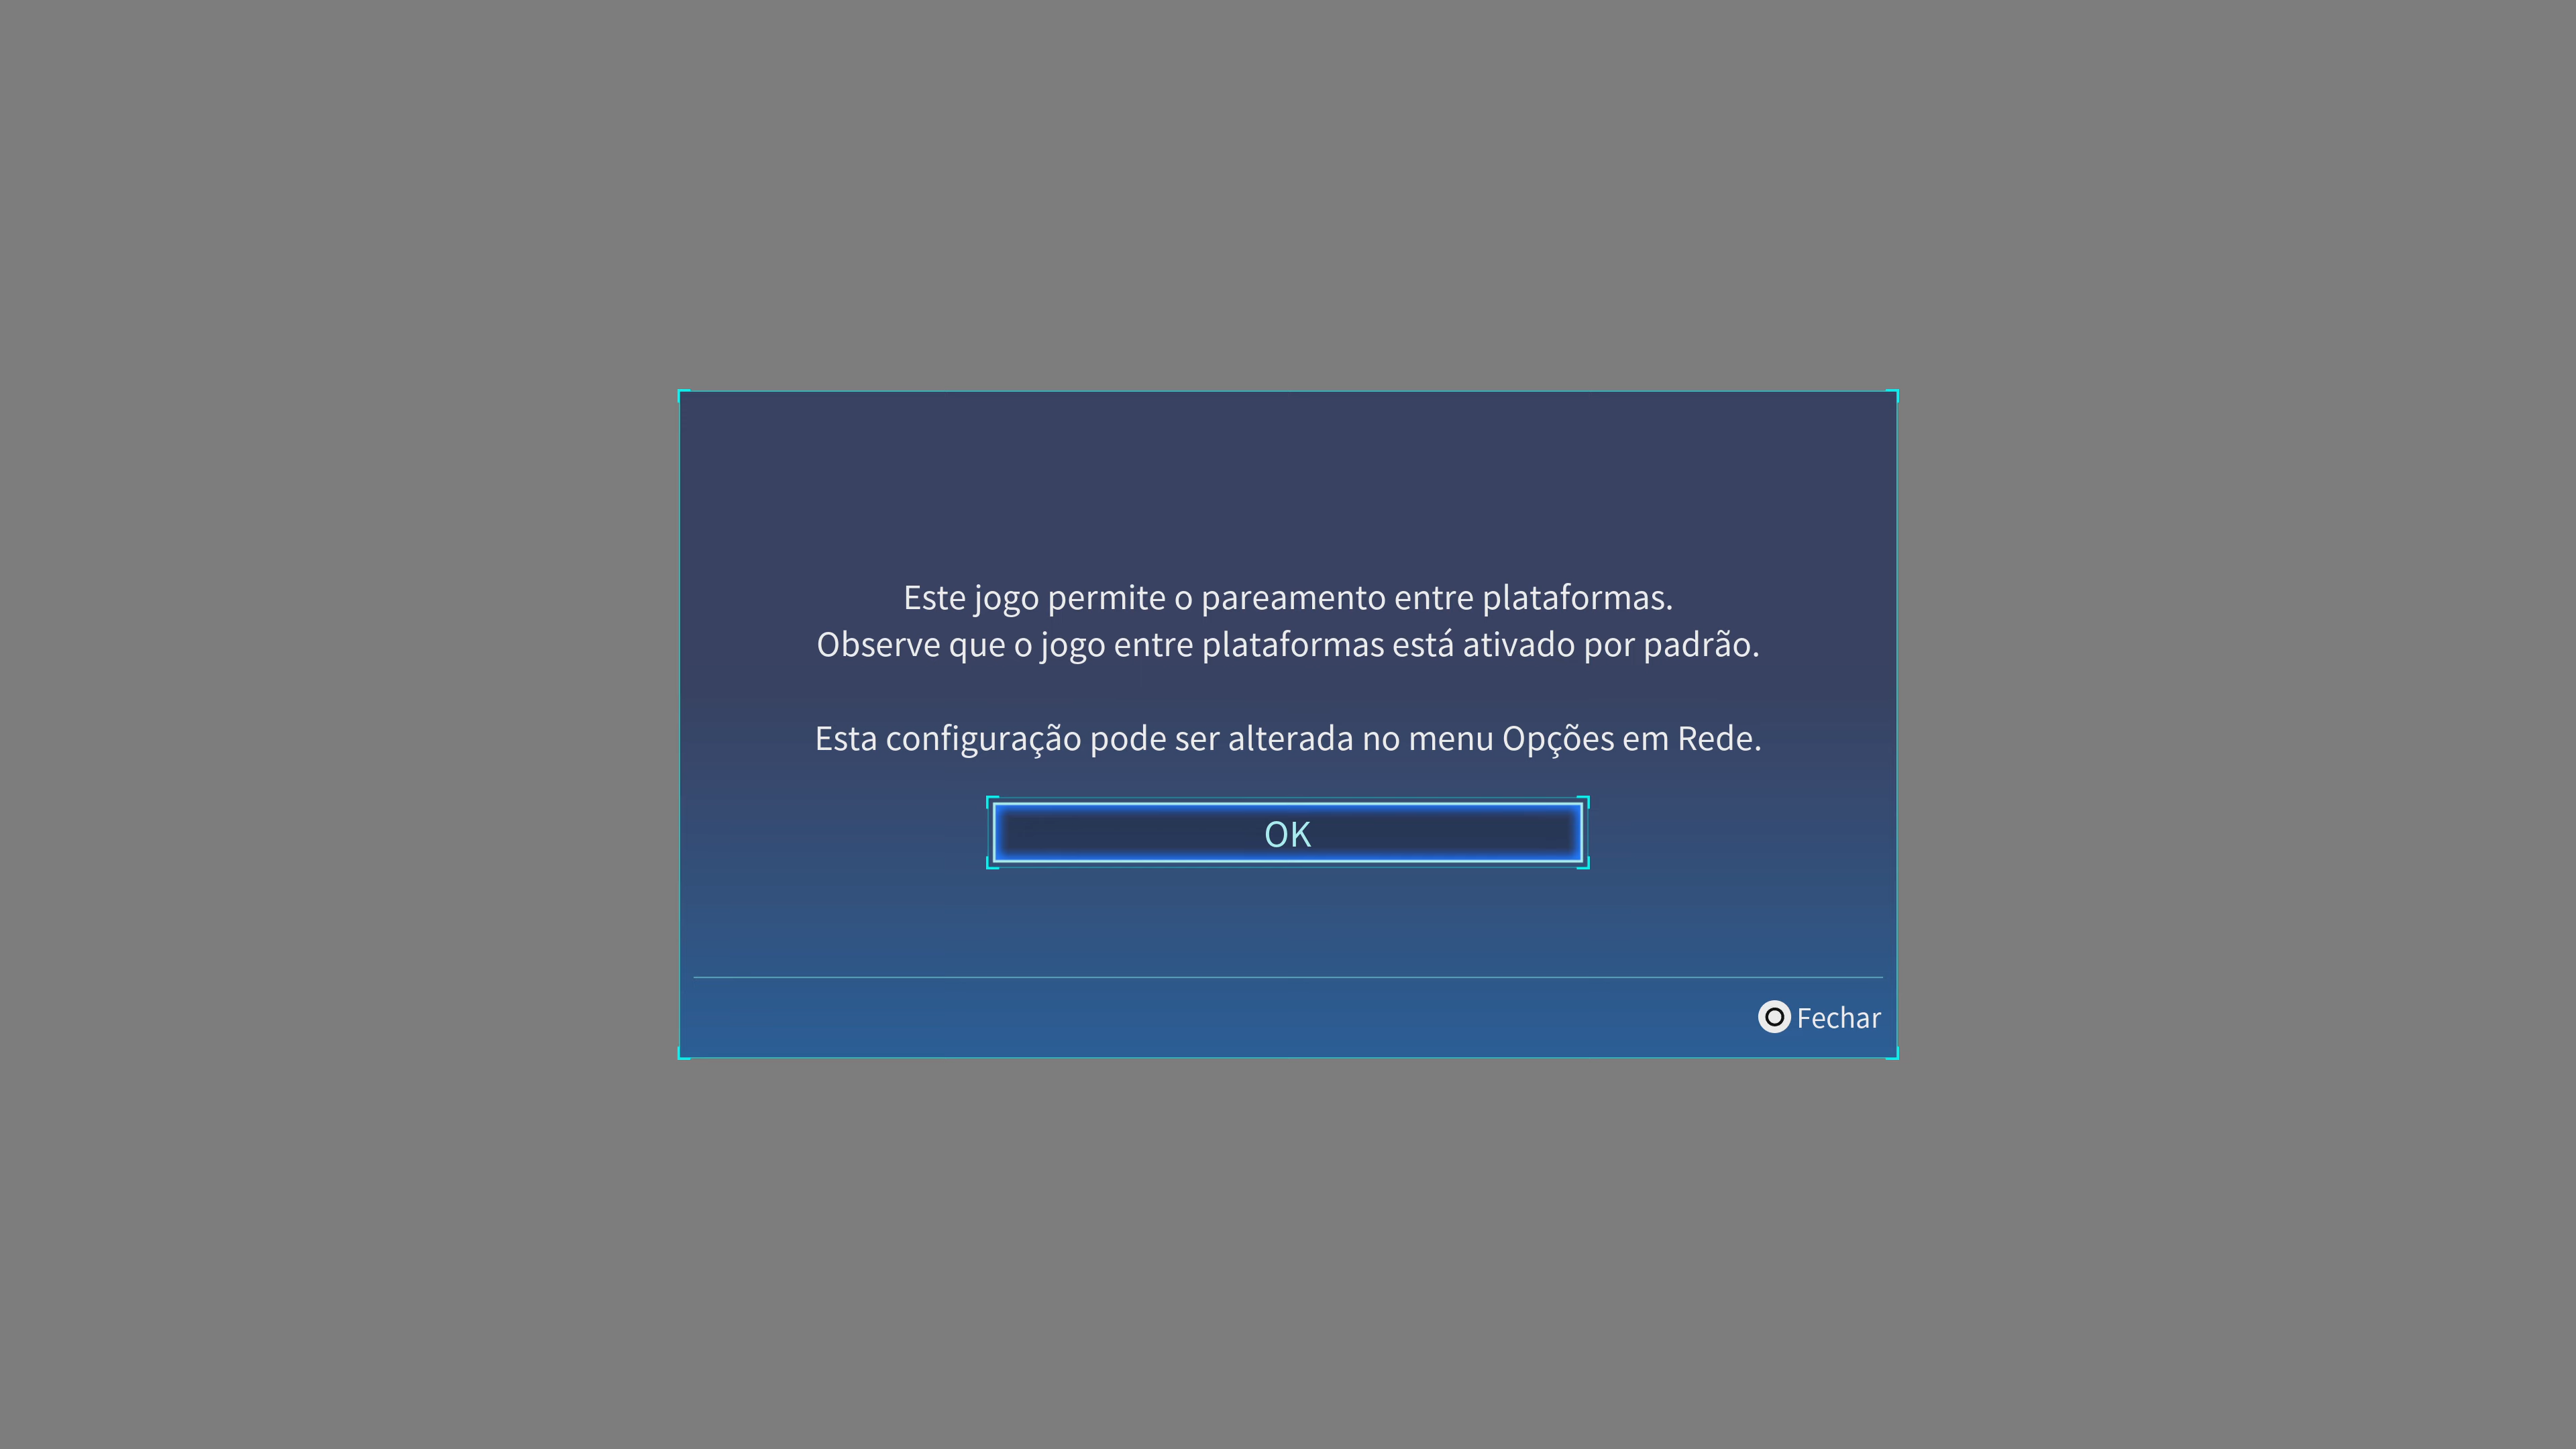 Este jogo permite o pareamento entre plataformas.
Observe que o jogo entre plataformas está ativado por padrão.
Esta configuração pode ser alterada no menu Opções em Rede.
OK
Fechar